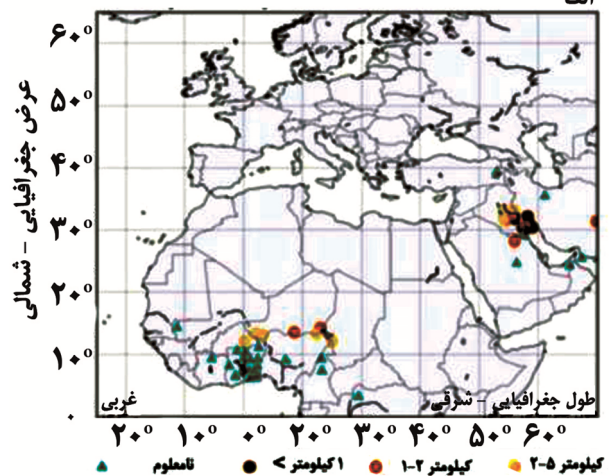 الف
۶۰°
۵۰°
۴۰°
۳۰°
۲۰°
۱۰°
۰
عرض جغرافیایی - شمالی
غربی
طول جغرافیایی - شرقی
۲۰° ۱۰° ۰° ۲۰° ۳۰° ۴۰° ۵۰° ۶۰°
نامعلوم
۱ کیلومتر >
۱-۲ کیلومتر
۲-۵ کیلومتر